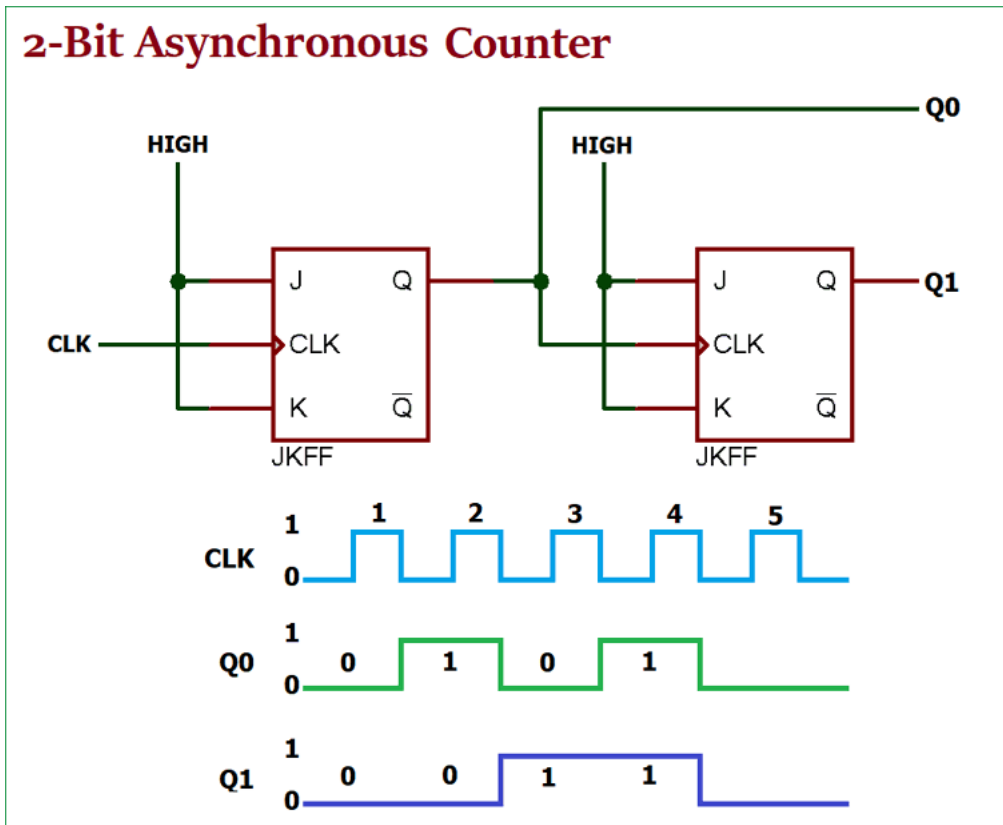 2-Bit Asynchronous Counter
Q0
HIGH
HIGH
J Q
J Q
Q1
CLK
CLK
CLK
K Q̅
K Q̅
JKFF
JKFF
1 2 3 4 5
1
CLK
0
1
Q0
0 1 0 1
0
1
Q1
0 0 1 1
0